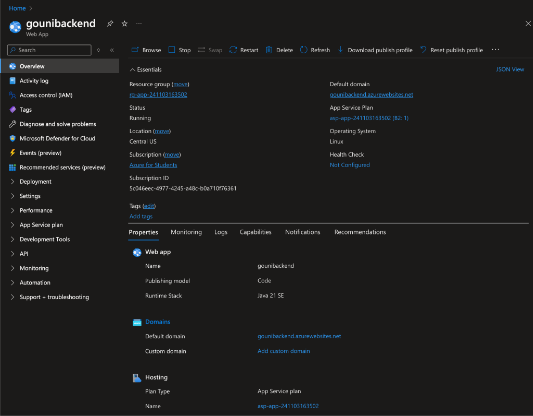 Home >
gounibackend
Web App
Search
Browse Stop Swap Restart Delete Refresh Download publish profile Reset publish profile ...
Overview
Activity log
Access control (IAM)
Tags
Diagnose and solve problems
Microsoft Defender for Cloud
Events (preview)
Recommended services (preview)
Deployment
Settings
Performance
App Service plan
Development Tools
API
Monitoring
Automation
Support + troubleshooting
Essentials
JSON View
Resource group (move)
rg-app-241103163502
Status
Running
Location (move)
Central US
Subscription (move)
Azure for Students
Subscription ID
5c046eec-4977-4245-a48c-b0a710f76361
Default domain
gounibackend.azurewebsites.net
App Service Plan
asp-app-241103163502 (B2: 1)
Operating System
Linux
Health Check
Not Configured
Tags (edit)
Add tags
Properties Monitoring Logs Capabilities Notifications Recommendations
Web app
Name gounibackend
Publishing model Code
Runtime Stack Java 21 SE
Domains
Default domain gounibackend.azurewebsites.net
Custom domain Add custom domain
Hosting
Plan Type App Service plan
Name asp-app-241103163502